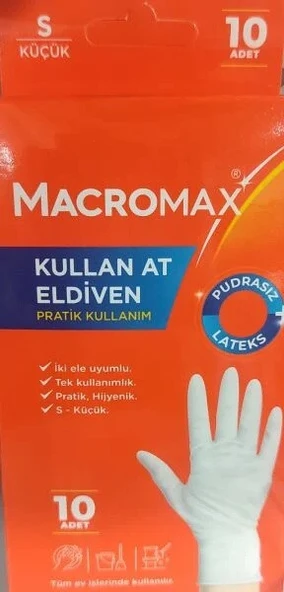 S
KÜÇÜK
10
ADET
MACROMAX®
KULLAN AT
ELDİVEN
PRATİK KULLANIM
PUDRASIZ
LATEKS
✓ İki ele uyumlu.
✓ Tek kullanımlık.
✓ Pratik, Hijyenik.
✓ S - Küçük.
10
ADET
Tüm ev işlerinde kullanılır.